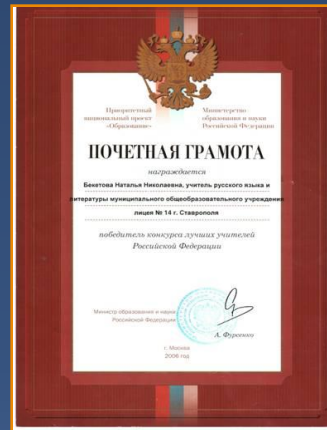 Приоритетный
национальный проект
«Образование»
Министерство
образования и науки
Российской Федерации
ПОЧЕТНАЯ ГРАМОТА
награждается
Бекетова Наталья Николаевна, учитель русского языка и
литературы муниципального общеобразовательного учреждения
лицея № 14 г. Ставрополя
победитель конкурса лучших учителей
Российской Федерации
Министр образования и науки
Российской Федерации
А. Фурсенко
г. Москва
2006 год